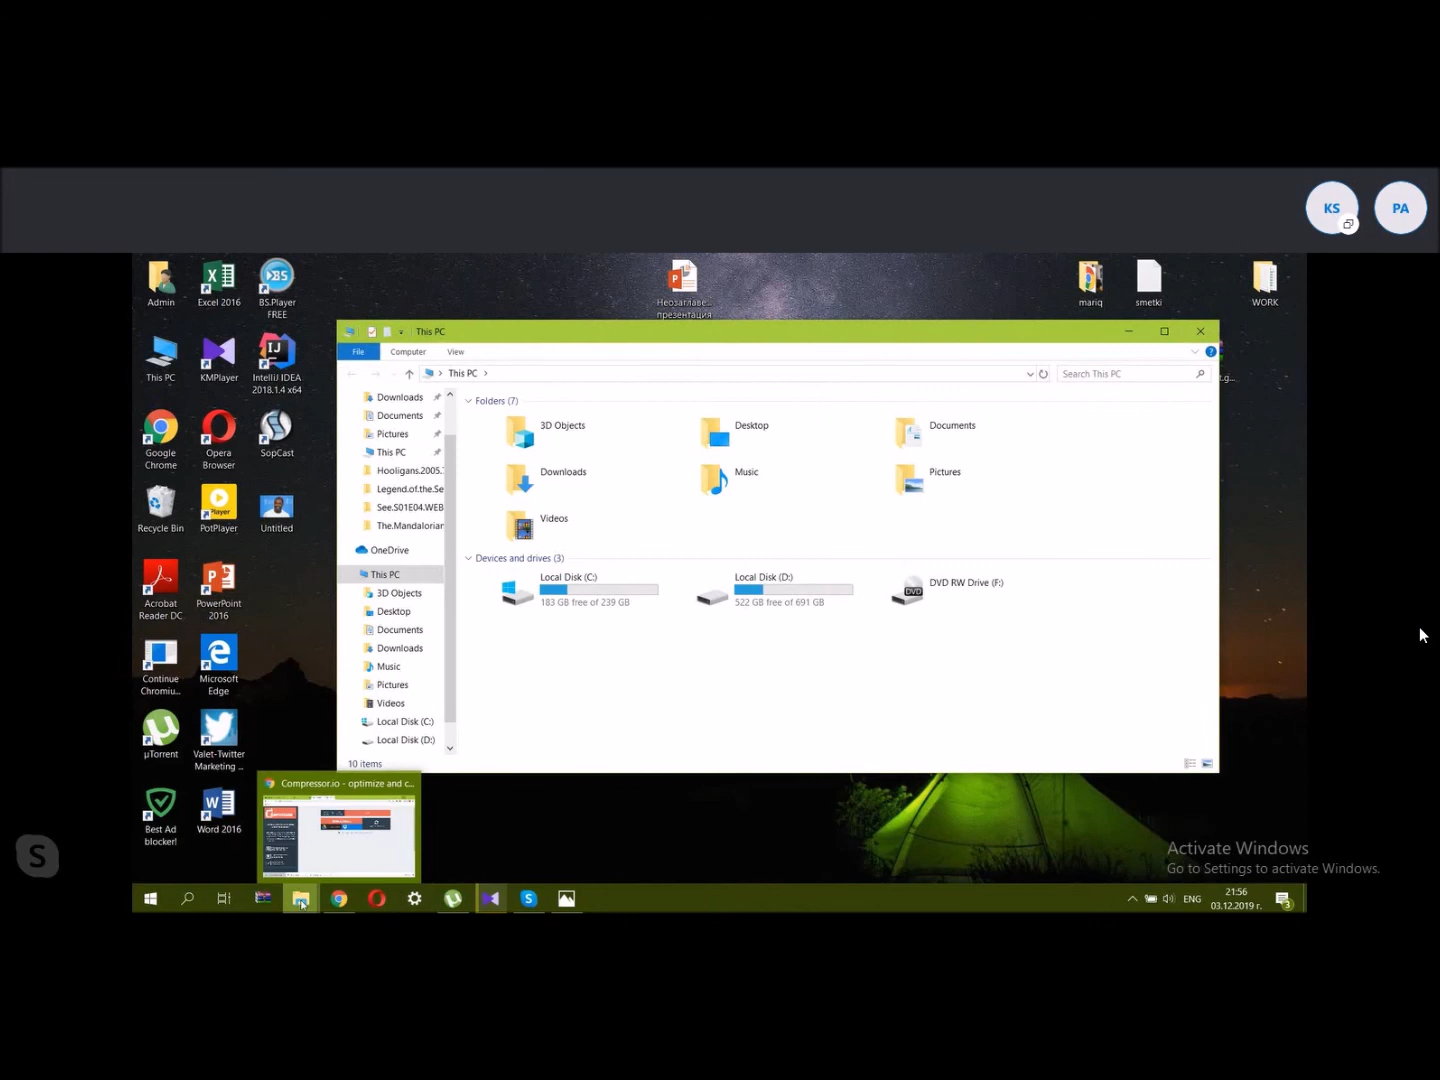 KS
PA
Admin
Excel 2016
BS.Player
FREE
Неозаглаве...
презентация
mariq
smetki
WORK
This PC
KMPlayer
IntelliJ IDEA
2018.1.4 x64
Google
Chrome
Opera
Browser
SopCast
Recycle Bin
PotPlayer
Untitled
Acrobat
Reader DC
PowerPoint
2016
Continue
Chromiu...
Microsoft
Edge
µTorrent
Valet-Twitter
Marketing ...
Best Ad
blocker!
Word 2016
This PC
File
Computer
View
This PC
Search This PC
Downloads
Documents
Pictures
This PC
Hooligans.2005.
Legend.of.the.Se
See.S01E04.WEB
The.Mandalorian
OneDrive
This PC
3D Objects
Desktop
Documents
Downloads
Music
Pictures
Videos
Local Disk (C:)
Local Disk (D:)
Folders (7)
3D Objects
Desktop
Documents
Downloads
Music
Pictures
Videos
Devices and drives (3)
Local Disk (C:)
183 GB free of 239 GB
Local Disk (D:)
522 GB free of 691 GB
DVD RW Drive (F:)
DVD
10 items
Compressor.io - optimize and c...
Activate Windows
Go to Settings to activate Windows.
ENG
21:56
03.12.2019 г.
3